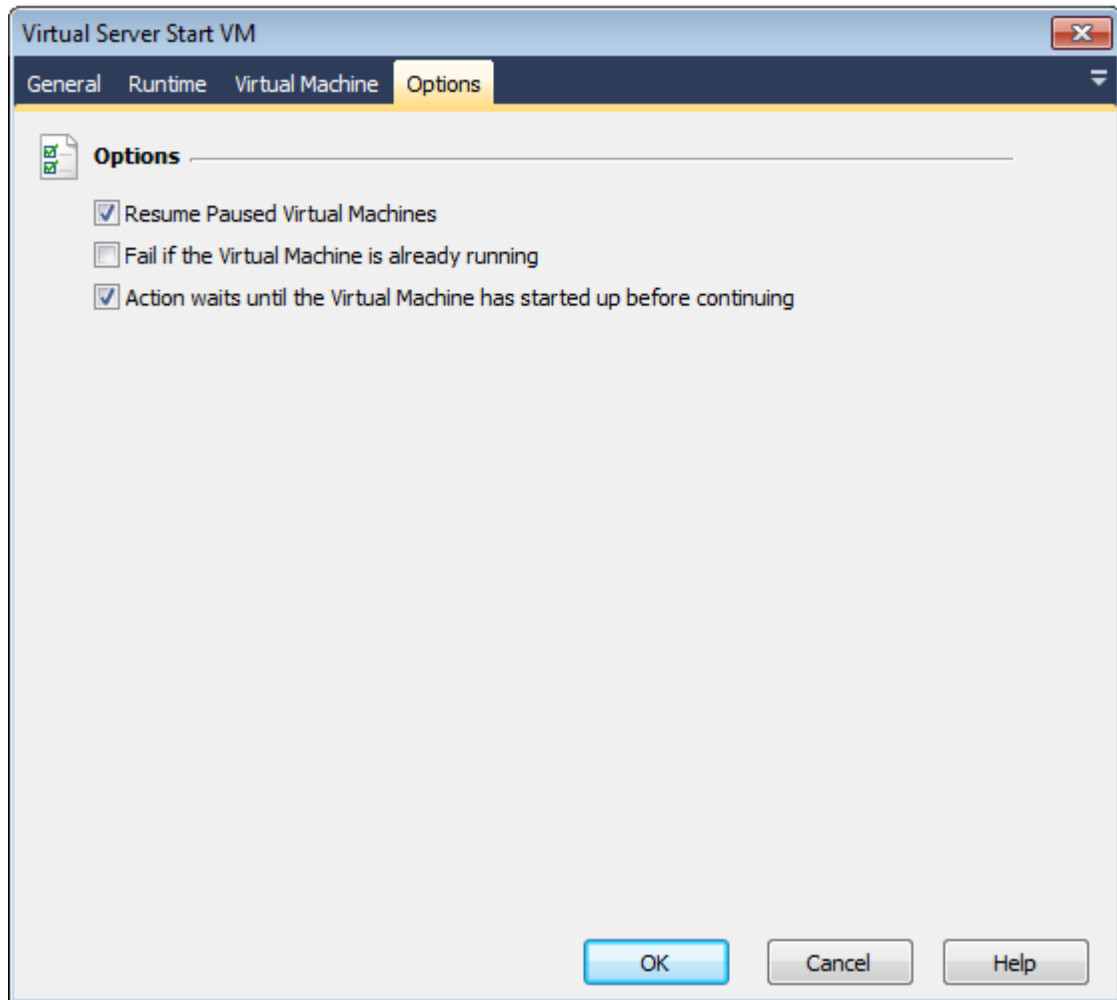 Virtual Server Start VM
General Runtime Virtual Machine Options
Options
Resume Paused Virtual Machines
Fail if the Virtual Machine is already running
Action waits until the Virtual Machine has started up before continuing
OK Cancel Help